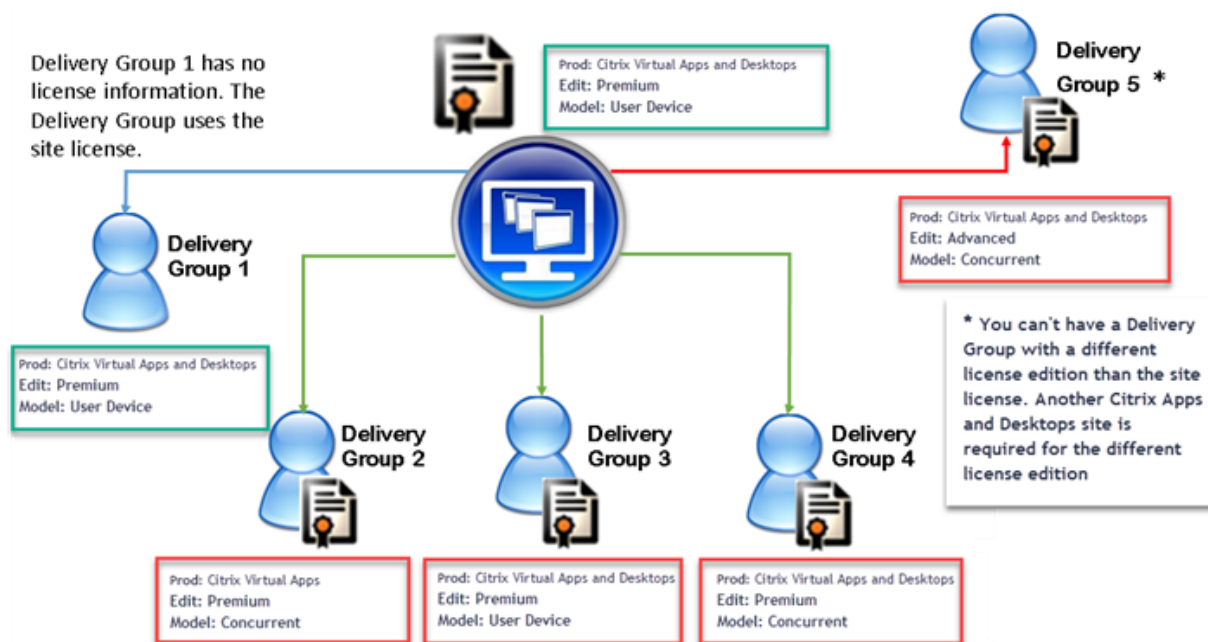 Delivery Group 1 has no
license information. The
Delivery Group uses the
site license.
Prod: Citrix Virtual Apps and Desktops
Edit: Premium
Model: User Device
Delivery
Group 5 *
Prod: Citrix Virtual Apps and Desktops
Edit: Advanced
Model: Concurrent
* You can't have a Delivery
Group with a different
license edition than the site
license. Another Citrix Apps
and Desktops site is
required for the different
license edition
Delivery
Group 1
Prod: Citrix Virtual Apps and Desktops
Edit: Premium
Model: User Device
Delivery
Group 2
Prod: Citrix Virtual Apps
Edit: Premium
Model: Concurrent
Delivery
Group 3
Prod: Citrix Virtual Apps and Desktops
Edit: Premium
Model: User Device
Delivery
Group 4
Prod: Citrix Virtual Apps and Desktops
Edit: Premium
Model: Concurrent